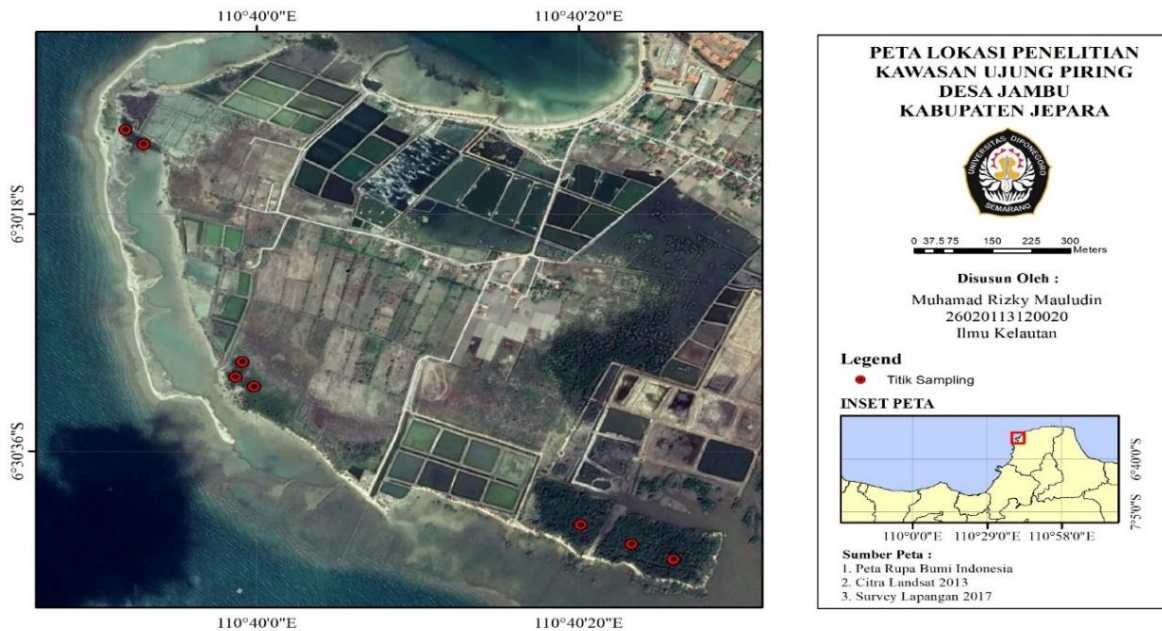 110°40'0"E
110°40'20"E
6°30'18"S
6°30'36"S
110°40'0"E
110°40'20"E
PETA LOKASI PENELITIAN
KAWASAN UJUNG PIRING
DESA JAMBU
KABUPATEN JEPARA
UNIVERSITAS DIPONEGORO
SEMARANG
0 37.5 75 150 225 300
Meters
Disusun Oleh :
Muhamad Rizky Mauludin
26020113120020
Ilmu Kelautan
Legend
Titik Sampling
INSET PETA
6°40'0"S
7°5'0"S
110°0'0"E 110°29'0"E 110°58'0"E
Sumber Peta :
1. Peta Rupa Bumi Indonesia
2. Citra Landsat 2013
3. Survey Lapangan 2017